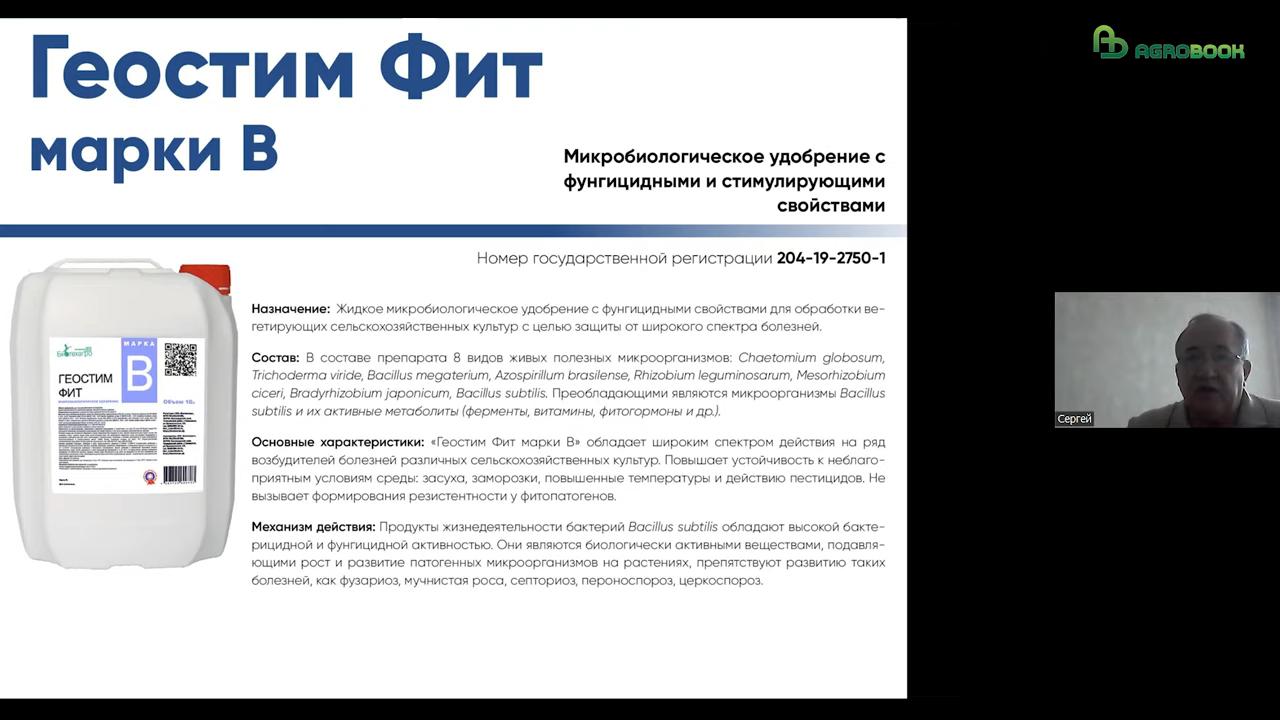 Геостим Фит
марки В
AGROBOOK
Микробиологическое удобрение с
фунгицидными и стимулирующими
свойствами
Номер государственной регистрации 204-19-2750-1
Назначение: Жидкое микробиологическое удобрение с фунгицидными свойствами для обработки ве-
гетирующих сельскохозяйственных культур с целью защиты от широкого спектра болезней.
Состав: В составе препарата 8 видов живых полезных микроорганизмов: Chaetomium globosum,
Trichoderma viride, Bacillus megaterium, Azospirillum brasilense, Rhizobium leguminosarum, Mesorhizobium
ciceri, Bradyrhizobium japonicum, Bacillus subtilis. Преобладающими являются микроорганизмы Bacillus
subtilis и их активные метаболиты (ферменты, витамины, фитогормоны и др.).
Основные характеристики: «Геостим Фит марки В» обладает широким спектром действия на ряд
возбудителей болезней различных сельскохозяйственных культур. Повышает устойчивость к неблаго-
приятным условиям среды: засуха, заморозки, повышенные температуры и действию пестицидов. Не
вызывает формирования резистентности у фитопатогенов.
Механизм действия: Продукты жизнедеятельности бактерий Bacillus subtilis обладают высокой бакте-
рицидной и фунгицидной активностью. Они являются биологически активными веществами, подавля-
ющими рост и развитие патогенных микроорганизмов на растениях, препятствуют развитию таких
болезней, как фузариоз, мучнистая роса, септориоз, пероноспороз, церкоспороз.
Биотехагро
МАРКА
В
ГЕОСТИМ
ФИТ
Объем 10л
Сергей